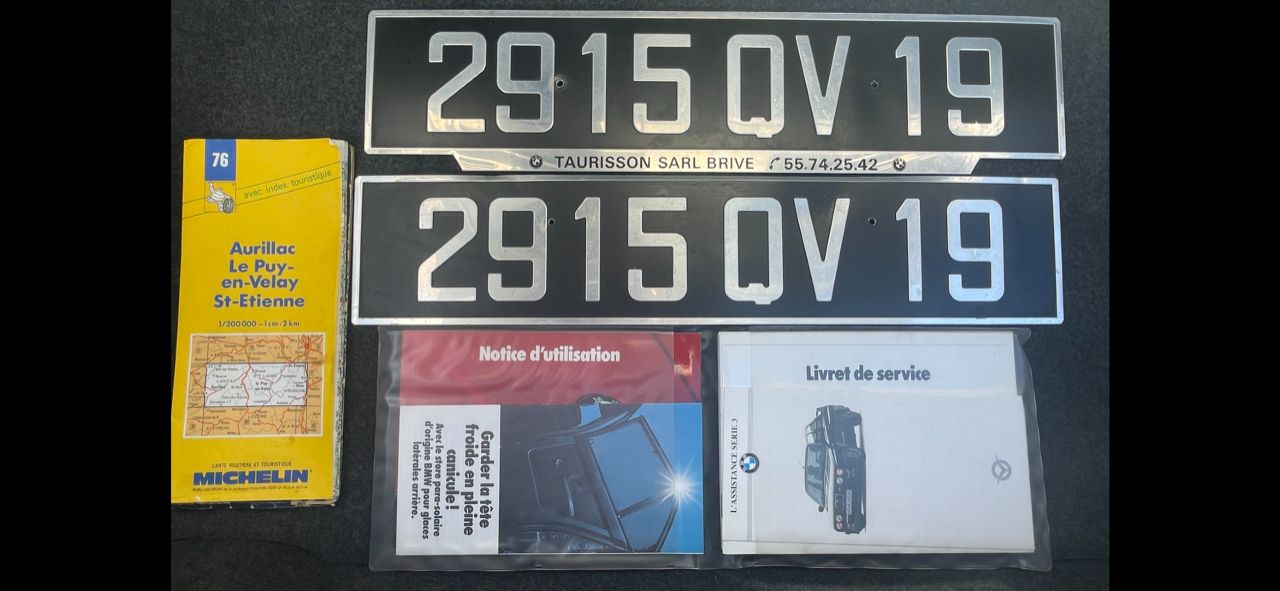 2915 QV 19
TAURISSON SARL BRIVE 55.74.25.42
2915 QV 19
76
avec index touristique
Aurillac
Le Puy-
en-Velay
St-Etienne
1/200 000 - 1 cm : 2 km
CARTE ROUTIERE ET TOURISTIQUE
MICHELIN
Notice d'utilisation
Garder la tête
froide en pleine
canicule!
Avec le store para-solaire
d'origine BMW pour glaces
latérales arrière.
Livret de service
L'ASSISTANCE SERIE 3